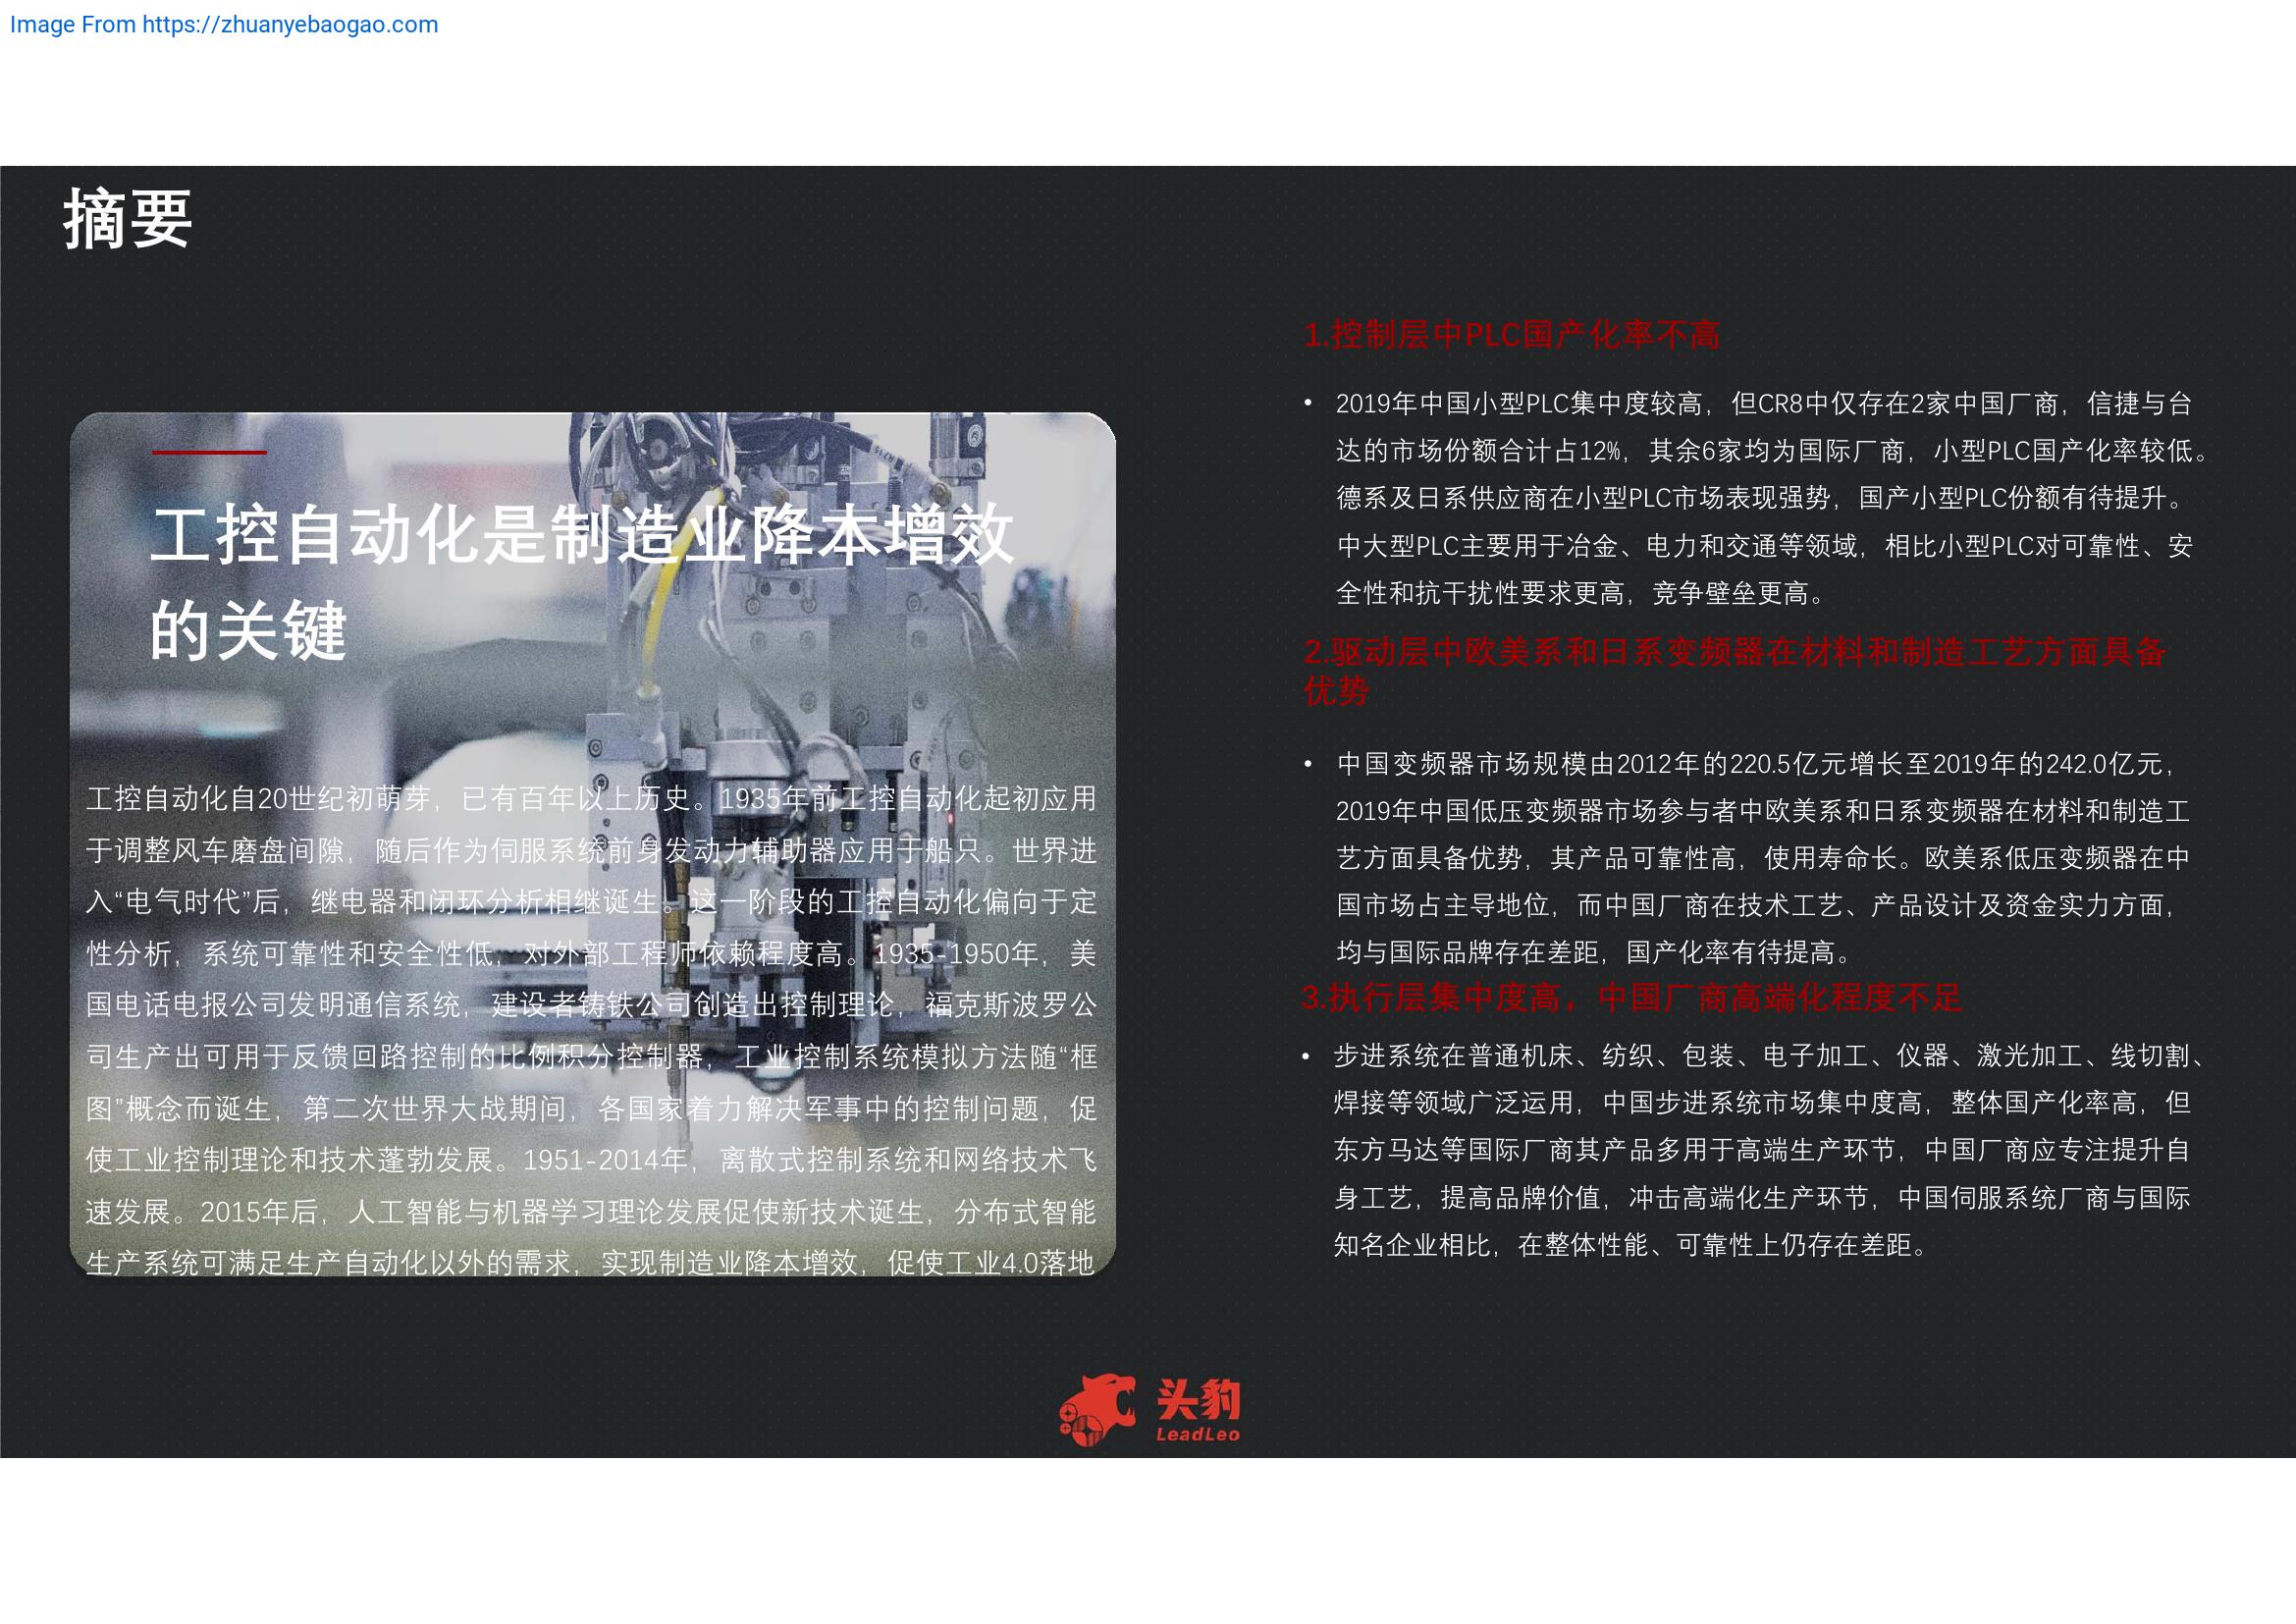 Image From https://zhuanyebaogao.com
摘要
工控自动化是制造业降本增效
的关键
工控自动化自20世纪初萌芽，已有百年以上历史。1935年前工控自动化起初应用
于调整风车磨盘间隙，随后作为伺服系统前身发动力辅助器应用于船只。世界进
入“电气时代”后，继电器和闭环分析相继诞生。这一阶段的工控自动化偏向于定
性分析，系统可靠性和安全性低，对外部工程师依赖程度高。1935-1950年，美
国电话电报公司发明通信系统，建设者铸铁公司创造出控制理论，福克斯波罗公
司生产出可用于反馈回路控制的比例积分控制器，工业控制系统模拟方法随“框
图”概念而诞生，第二次世界大战期间，各国家着力解决军事中的控制问题，促
使工业控制理论和技术蓬勃发展。1951-2014年，离散式控制系统和网络技术飞
速发展。2015年后，人工智能与机器学习理论发展促使新技术诞生，分布式智能
生产系统可满足生产自动化以外的需求，实现制造业降本增效，促使工业4.0落地
1.控制层中PLC国产化率不高
• 2019年中国小型PLC集中度较高，但CR8中仅存在2家中国厂商，信捷与台
达的市场份额合计占12%，其余6家均为国际厂商，小型PLC国产化率较低。
德系及日系供应商在小型PLC市场表现强势，国产小型PLC份额有待提升。
中大型PLC主要用于冶金、电力和交通等领域，相比小型PLC对可靠性、安
全性和抗干扰性要求更高，竞争壁垒更高。
2.驱动层中欧美系和日系变频器在材料和制造工艺方面具备
优势
• 中国变频器市场规模由2012年的220.5亿元增长至2019年的242.0亿元，
2019年中国低压变频器市场参与者中欧美系和日系变频器在材料和制造工
艺方面具备优势，其产品可靠性高，使用寿命长。欧美系低压变频器在中
国市场占主导地位，而中国厂商在技术工艺、产品设计及资金实力方面，
均与国际品牌存在差距，国产化率有待提高。
3.执行层集中度高，中国厂商高端化程度不足
• 步进系统在普通机床、纺织、包装、电子加工、仪器、激光加工、线切割、
焊接等领域广泛运用，中国步进系统市场集中度高，整体国产化率高，但
东方马达等国际厂商其产品多用于高端生产环节，中国厂商应专注提升自
身工艺，提高品牌价值，冲击高端化生产环节，中国伺服系统厂商与国际
知名企业相比，在整体性能、可靠性上仍存在差距。
头豹
LeadLeo